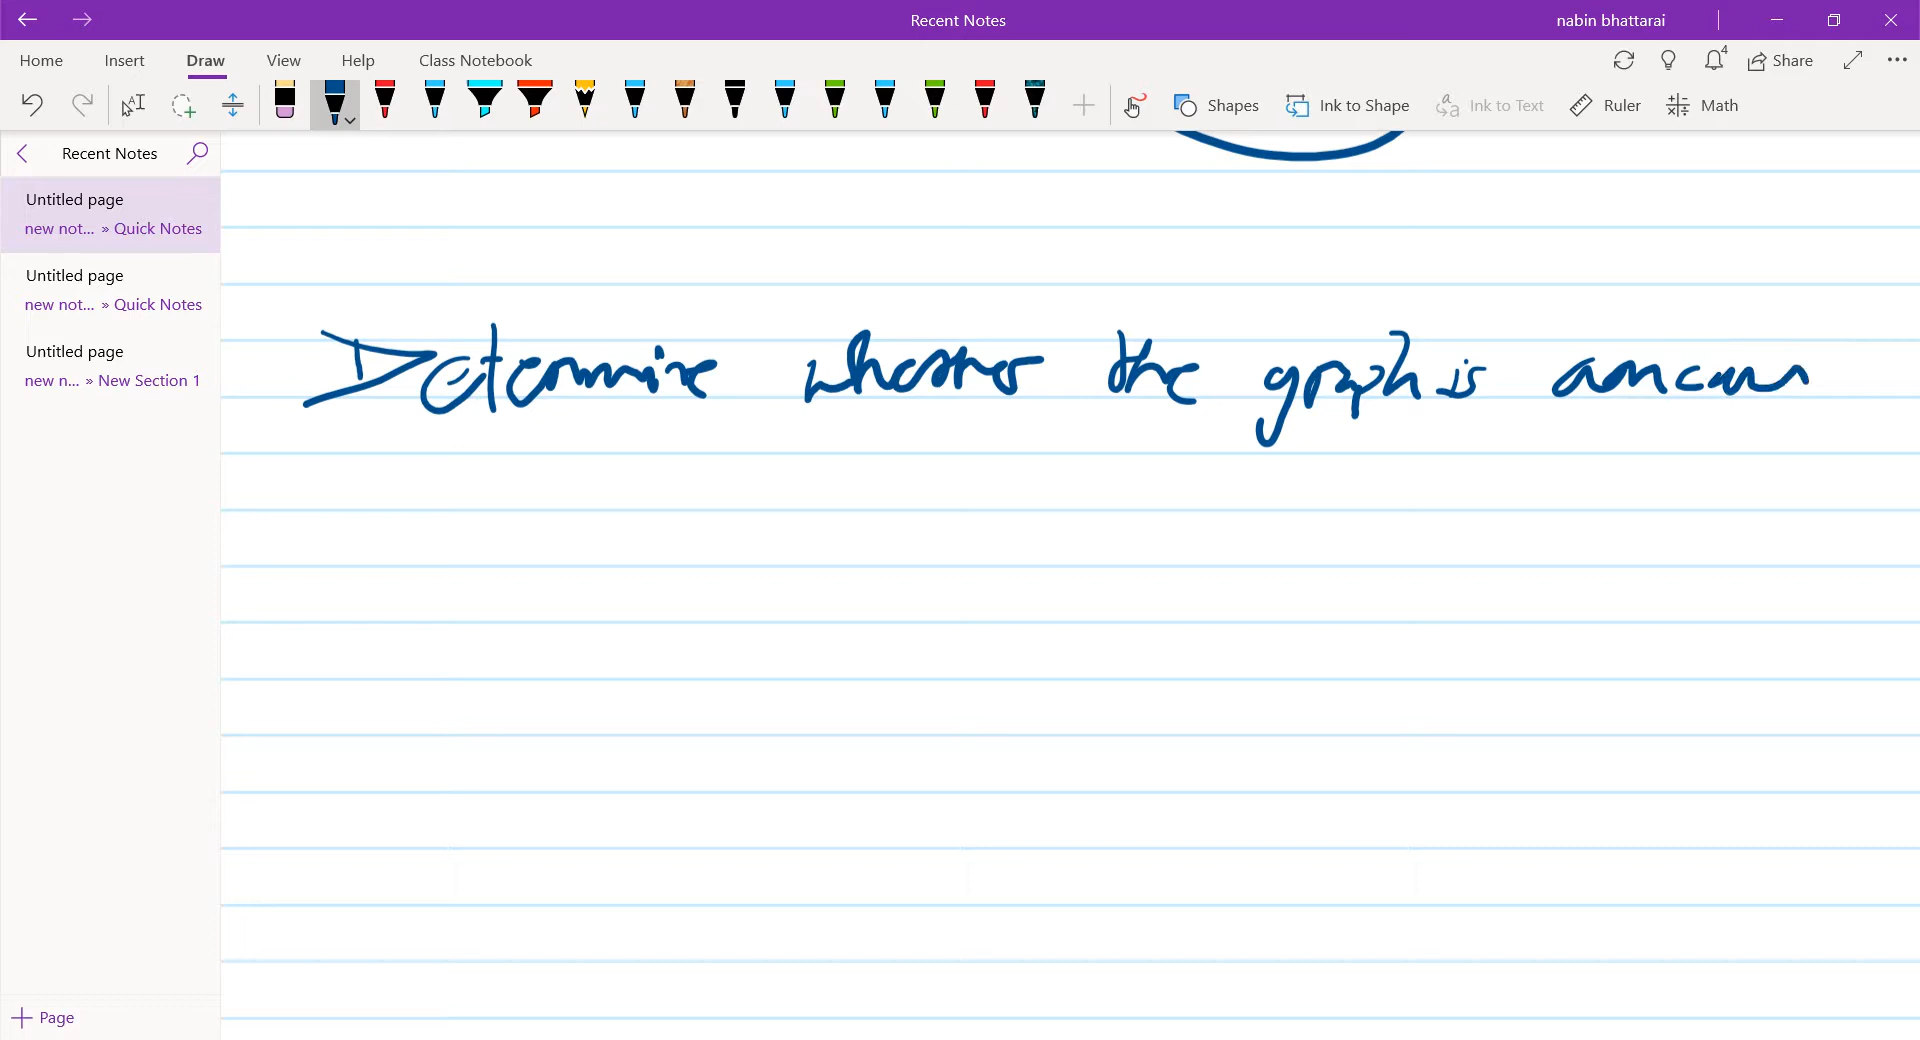 Recent Notes
nabin bhattarai
Home Insert Draw View Help Class Notebook
4
Share
Shapes
Ink to Shape
Ink to Text
Ruler
Math
Recent Notes
Untitled page
new not... » Quick Notes
Untitled page
new not... » Quick Notes
Untitled page
new n... » New Section 1
Determine whether the graph is
Page